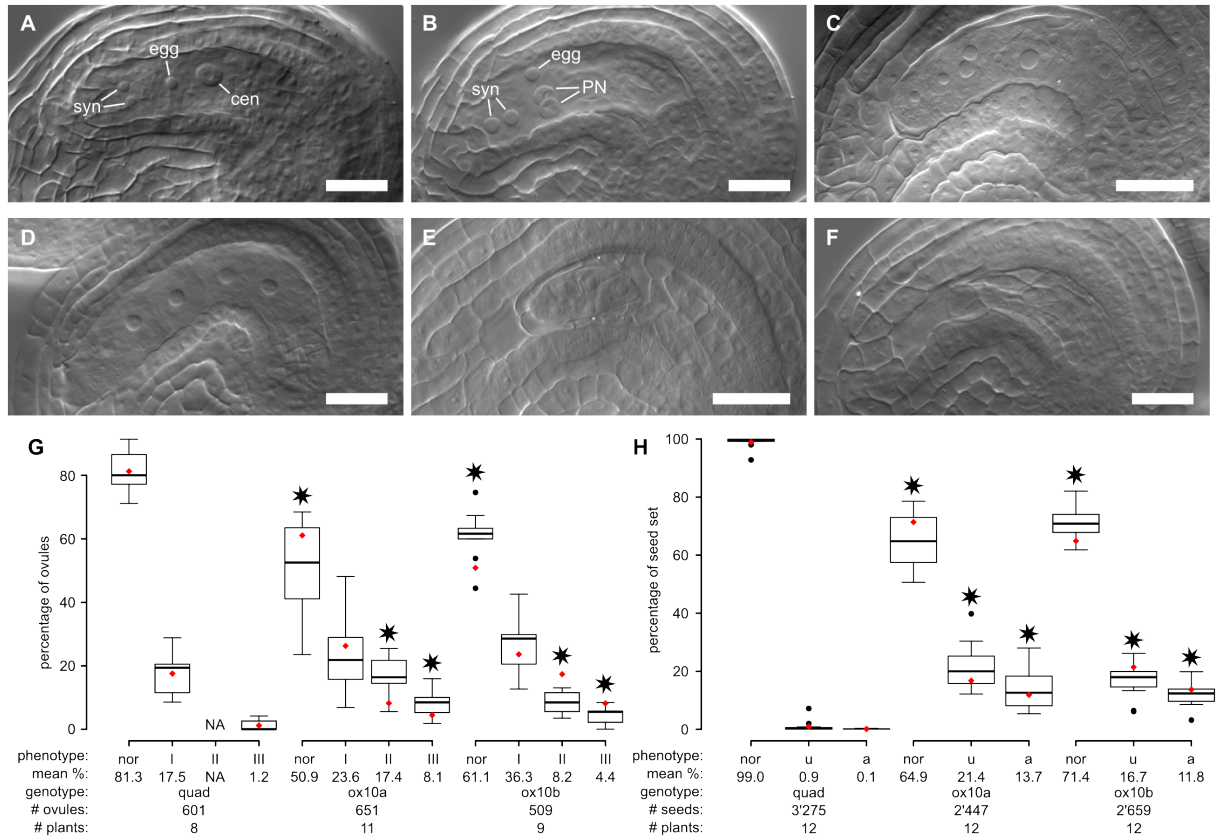 A
egg
syn
cen
B
egg
syn
PN
C
D
E
F
G
percentage of ovules
80
60
40
20
0
NA
phenotype: nor I II III nor I II III nor I II III
mean %: 81.3 17.5 NA 1.2 50.9 23.6 17.4 8.1 61.1 36.3 8.2 4.4
genotype: quad ox10a ox10b
# ovules: 601 651 509
# plants: 8 11 9
H
percentage of seed set
100
80
60
40
20
0
phenotype: nor u a nor u a nor u a
mean %: 99.0 0.9 0.1 64.9 21.4 13.7 71.4 16.7 11.8
genotype: quad ox10a ox10b
# seeds: 3'275 2'447 2'659
# plants: 12 12 12